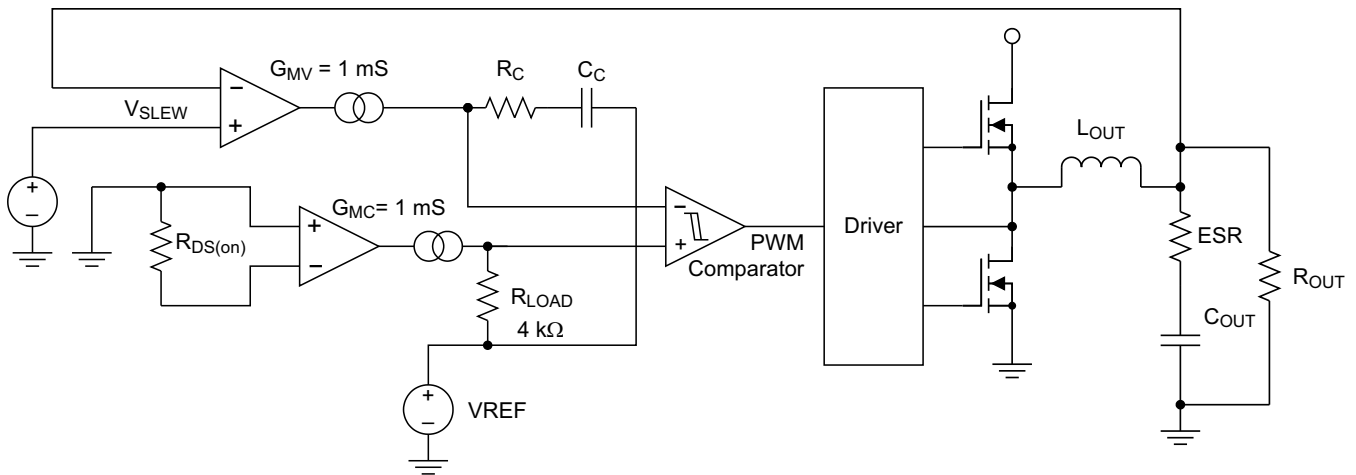 G_MV = 1 mS
R_C
C_C
V_SLEW
−
+
+
−
L_OUT
G_MC= 1 mS
R_DS(on)
+
−
−
+
PWM
Comparator
Driver
ESR
R_OUT
C_OUT
R_LOAD
4 kΩ
+
−
VREF